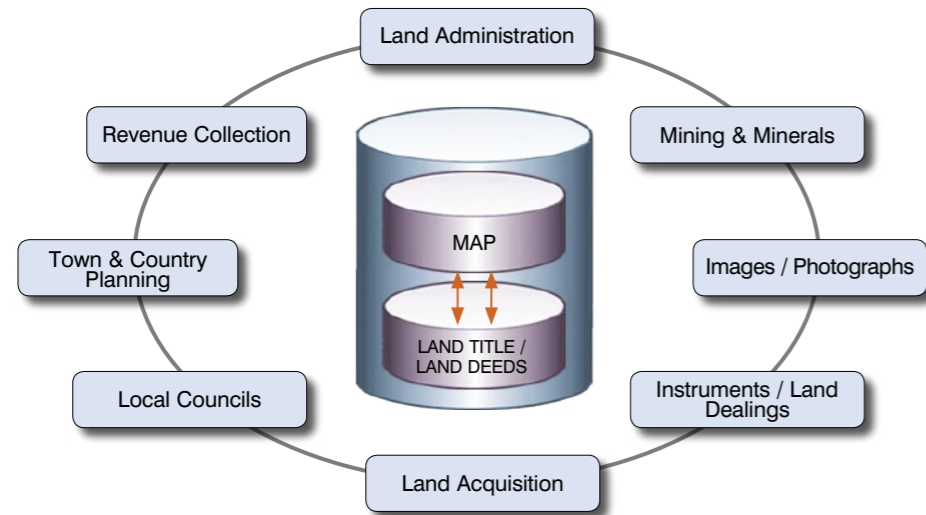 Land Administration
Revenue Collection
Mining & Minerals
MAP
Town & Country
Planning
Images / Photographs
LAND TITLE /
LAND DEEDS
Local Councils
Instruments / Land
Dealings
Land Acquisition